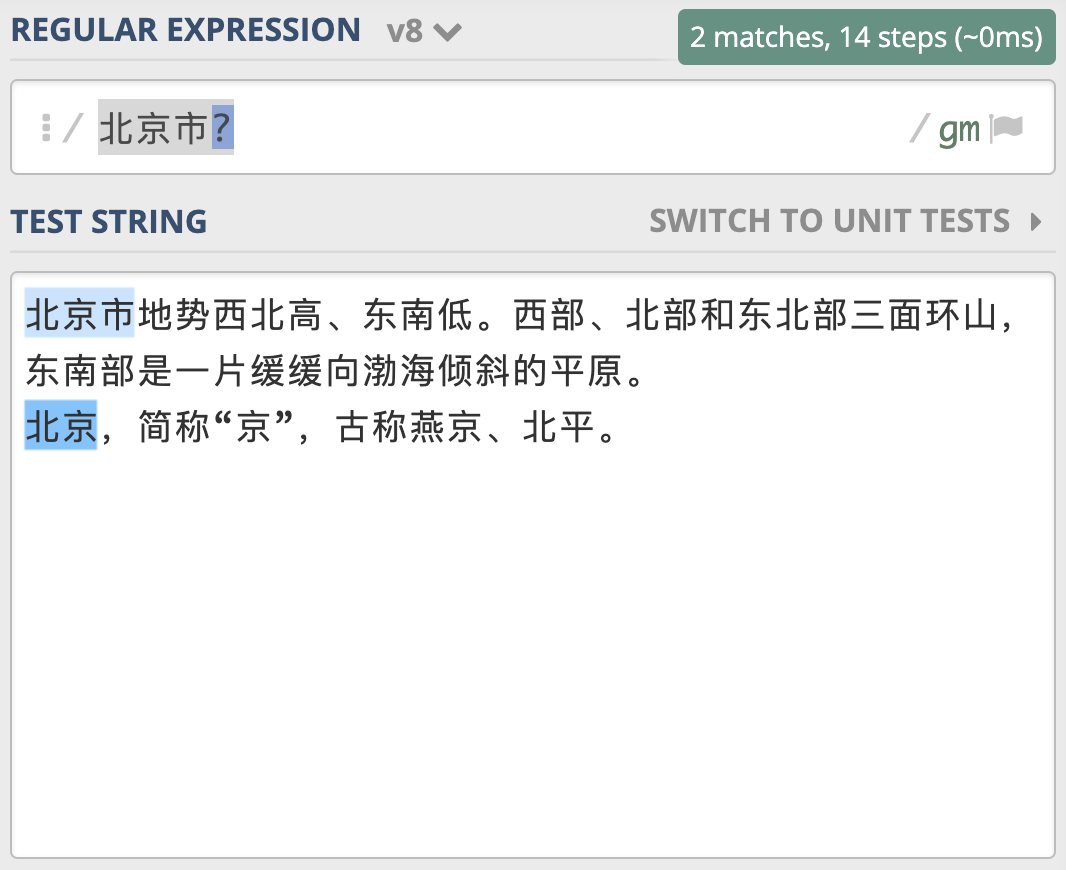 REGULAR EXPRESSION v8 2 matches, 14 steps (~0ms)
/ 北京市? / gm
TEST STRING SWITCH TO UNIT TESTS
北京市地势西北高、东南低。西部、北部和东北部三面环山，
东南部是一片缓缓向渤海倾斜的平原。
北京，简称“京”，古称燕京、北平。